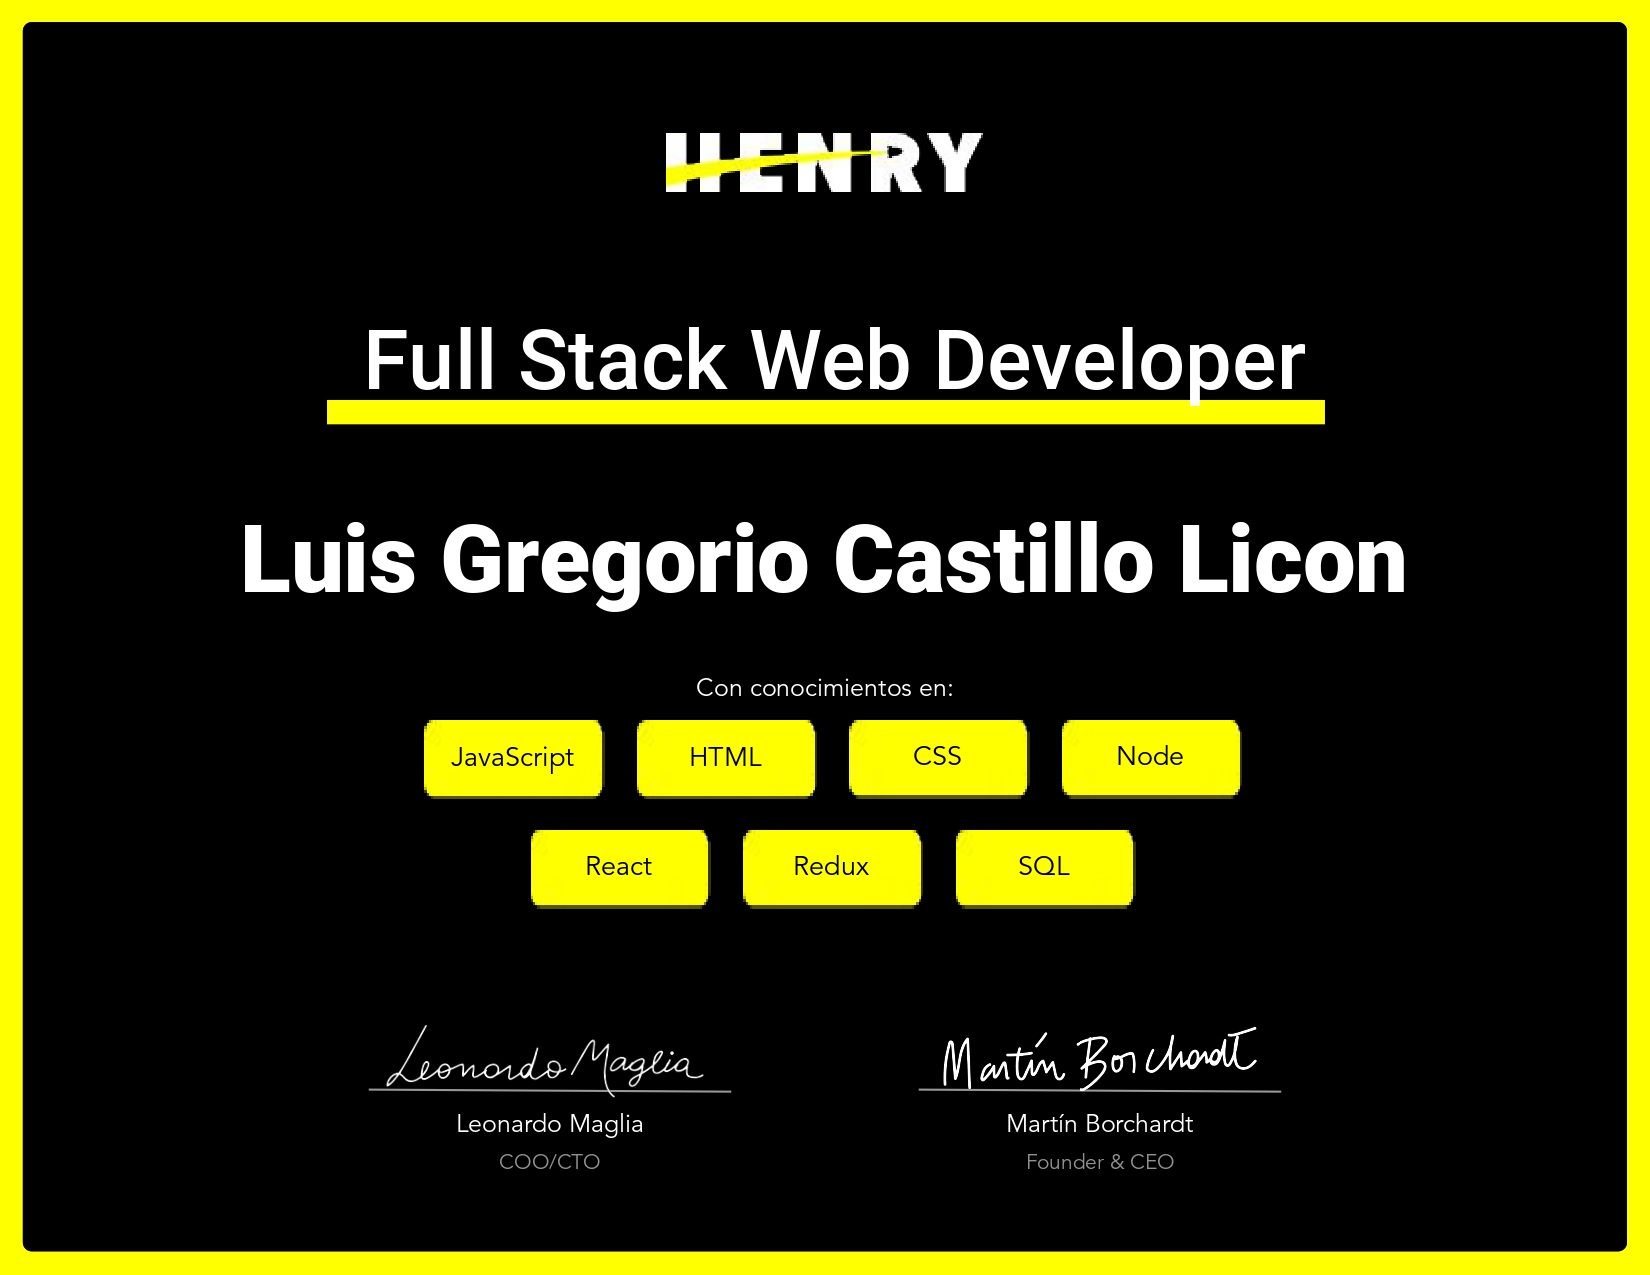 HENRY
Full Stack Web Developer
Luis Gregorio Castillo Licon
Con conocimientos en:
JavaScript HTML CSS Node
React Redux SQL
Leonardo Maglia Martín Borchardt
Leonardo Maglia Martín Borchardt
COO/CTO Founder & CEO